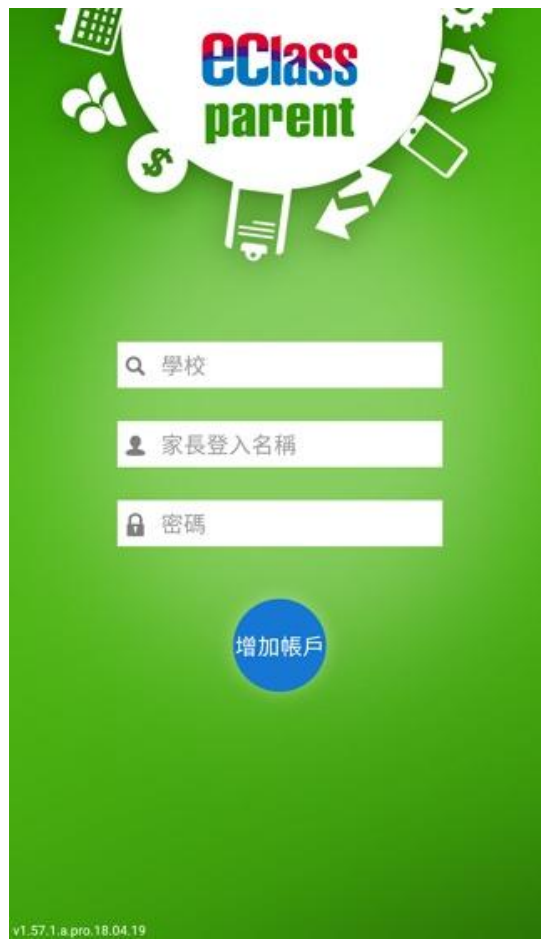 eClass
parent
$
學校
家長登入名稱
密碼
增加帳戶
v1.57.1.a.pro.18.04.19